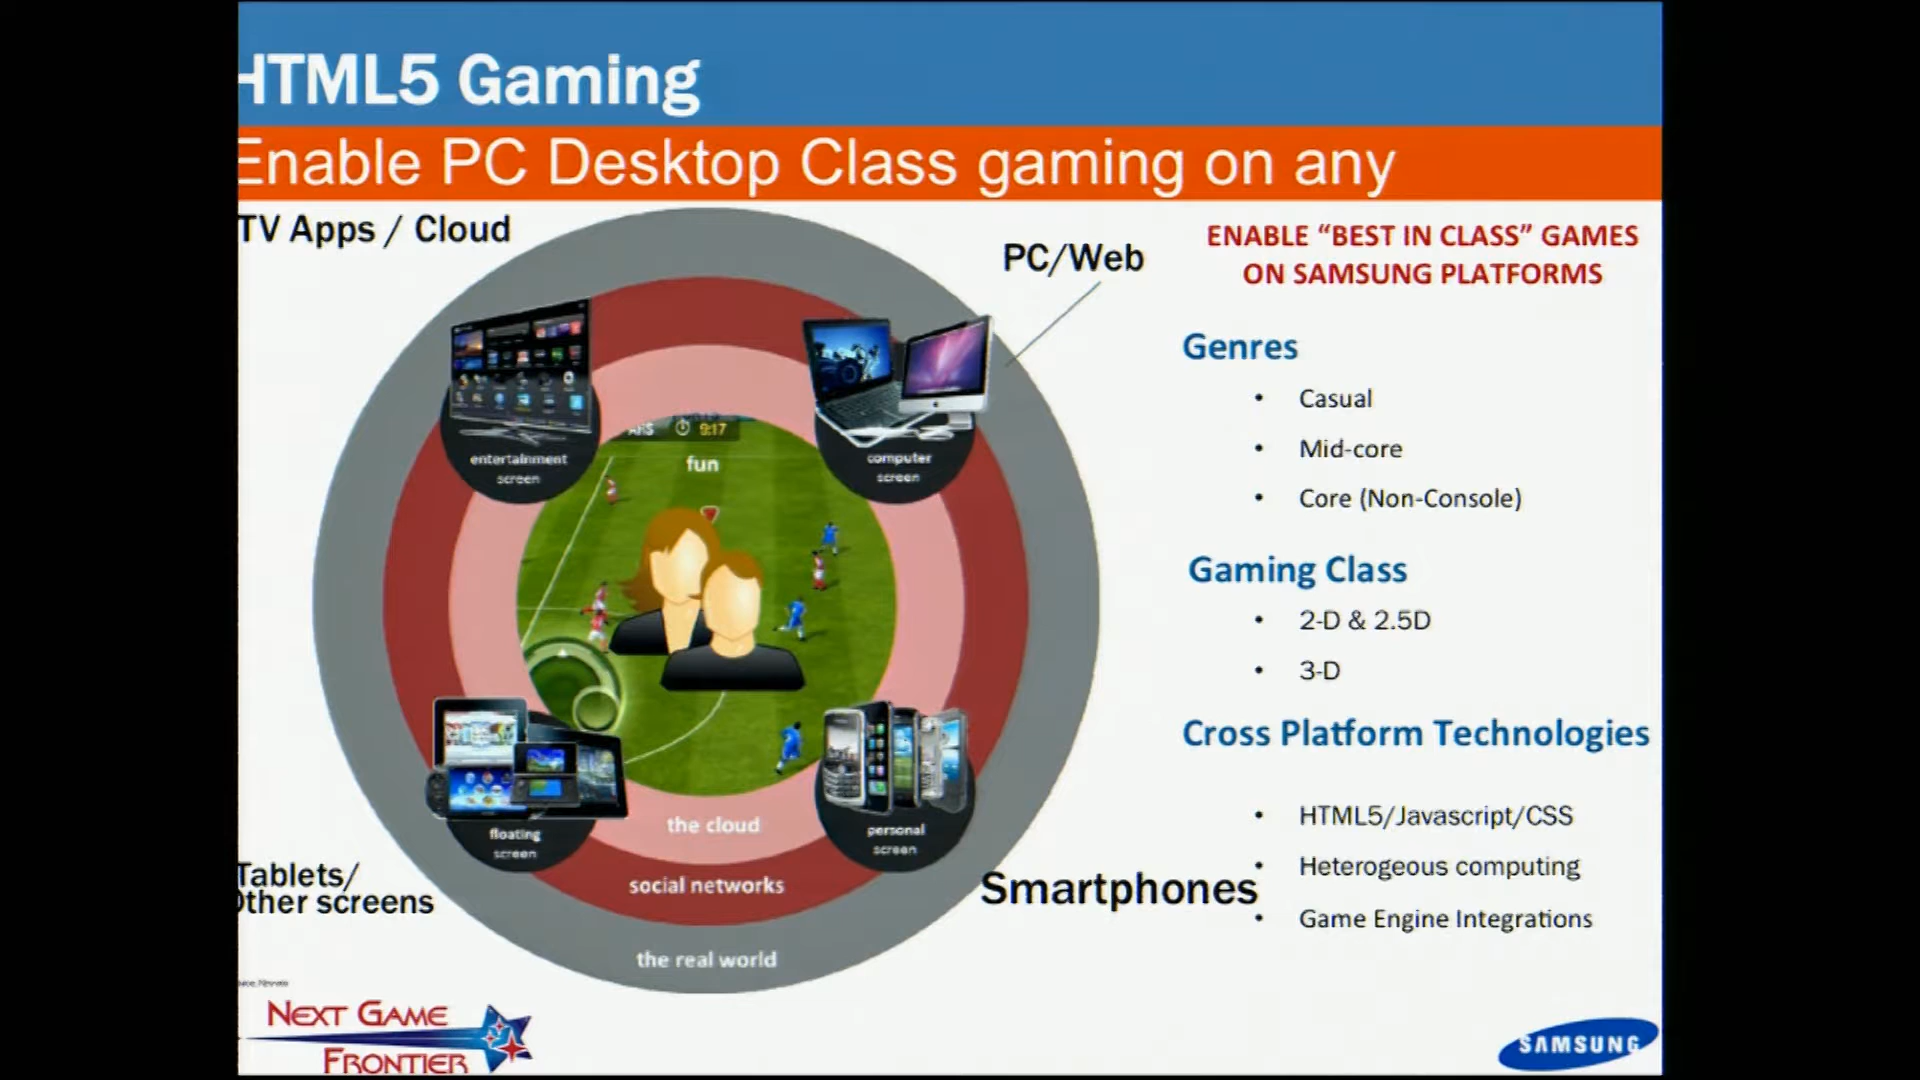 HTML5 Gaming
Enable PC Desktop Class gaming on any
TV Apps / Cloud
PC/Web
ENABLE “BEST IN CLASS” GAMES
ON SAMSUNG PLATFORMS
Genres
• Casual
• Mid-core
• Core (Non-Console)
Gaming Class
• 2-D & 2.5D
• 3-D
Cross Platform Technologies
• HTML5/Javascript/CSS
• Heterogeous computing
• Game Engine Integrations
entertainment
screen
computer
screen
9:17
fun
floating
screen
personal
screen
the cloud
social networks
the real world
Tablets/
Other screens
Smartphones
NEXT GAME
FRONTIER
SAMSUNG